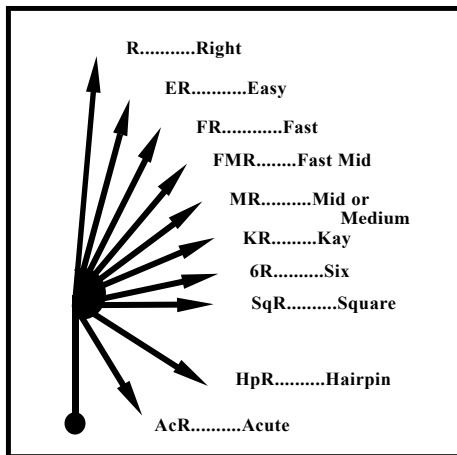 R...........Right
ER...........Easy
FR............Fast
FMR........Fast Mid
MR..........Mid or
Medium
KR.........Kay
6R..........Six
SqR..........Square
HpR..........Hairpin
AcR..........Acute